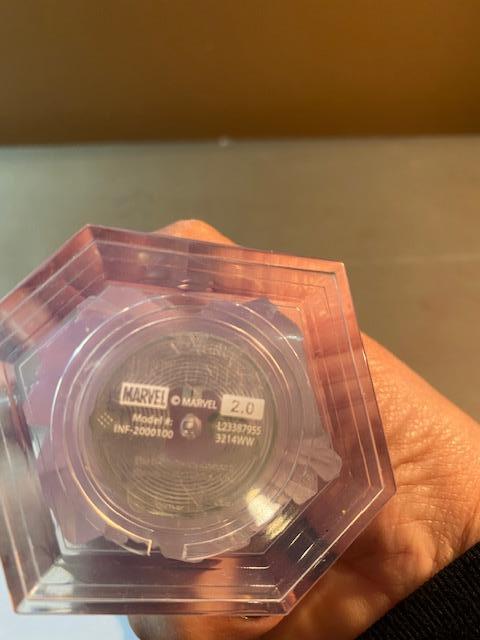 MARVEL © MARVEL 2.0
Model #: L23387955
INF-2000100 3214WW